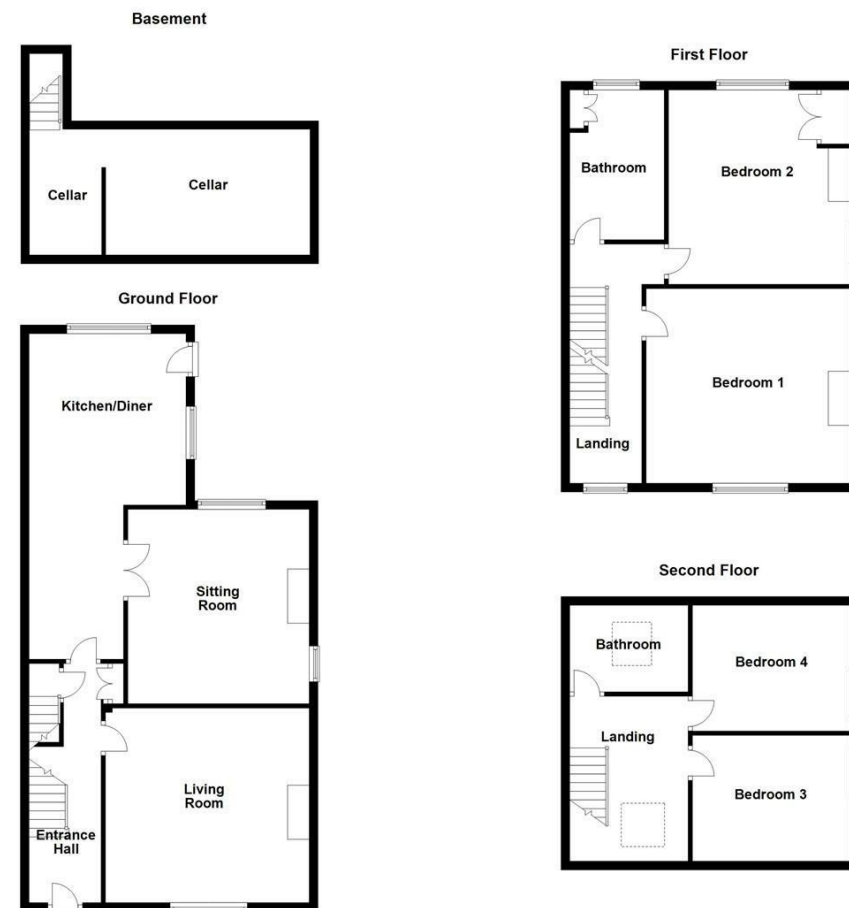 Basement
Cellar
Cellar
Ground Floor
Kitchen/Diner
Sitting
Room
Living
Room
Entrance
Hall
First Floor
Bathroom
Bedroom 2
Bedroom 1
Landing
Second Floor
Bathroom
Bedroom 4
Landing
Bedroom 3